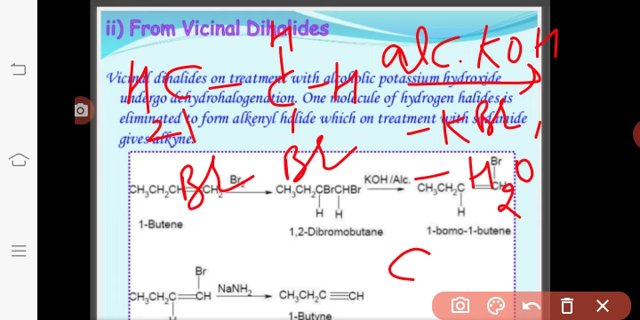 ii) From Vicinal Dihalides
Vicinal dihalides on treatment with alcoholic potassium hydroxide
undergo dehydrohalogenation. One molecule of hydrogen halides is
eliminated to form alkenyl halide which on treatment with sodamide
gives alkyne.
H
H2C – C – H alc. KOH
Br Br
– KBr,
– H2O
C
Br2
CH3CH2CH CH2 CH3CH2CBrCHBr KOH/Alc. CH3CH2C CH
Br
H H H
1-Butene 1,2-Dibromobutane 1-bomo-1-butene
Br
CH3CH2C CH NaNH2 CH3CH2C CH
1-Butyne